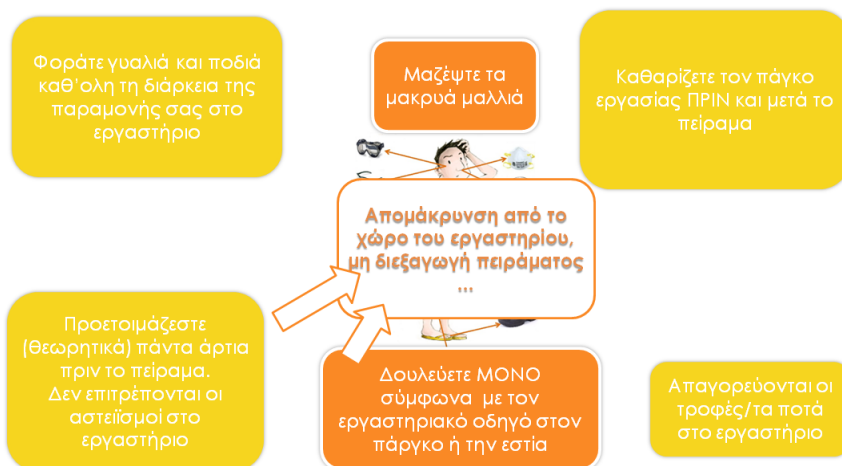 Φοράτε γυαλιά και ποδιά
καθ'ολη τη διάρκεια της
παραμονής σας στο
εργαστήριο
Μαζέψτε τα
μακρυά μαλλιά
Καθαρίζετε τον πάγκο
εργασίας ΠΡΙΝ και μετά το
πείραμα
Απομάκρυνση από το
χώρο του εργαστηρίου,
μη διεξαγωγή πειράματος
...
Προετοιμάζεστε
(θεωρητικά) πάντα άρτια
πριν το πείραμα.
Δεν επιτρέπονται οι
αστεϊσμοί στο
εργαστήριο
Δουλεύετε ΜΟΝΟ
σύμφωνα με τον
εργαστηριακό οδηγό στον
πάργκο ή την εστία
Απαγορεύονται οι
τροφές/τα ποτά
στο εργαστήριο